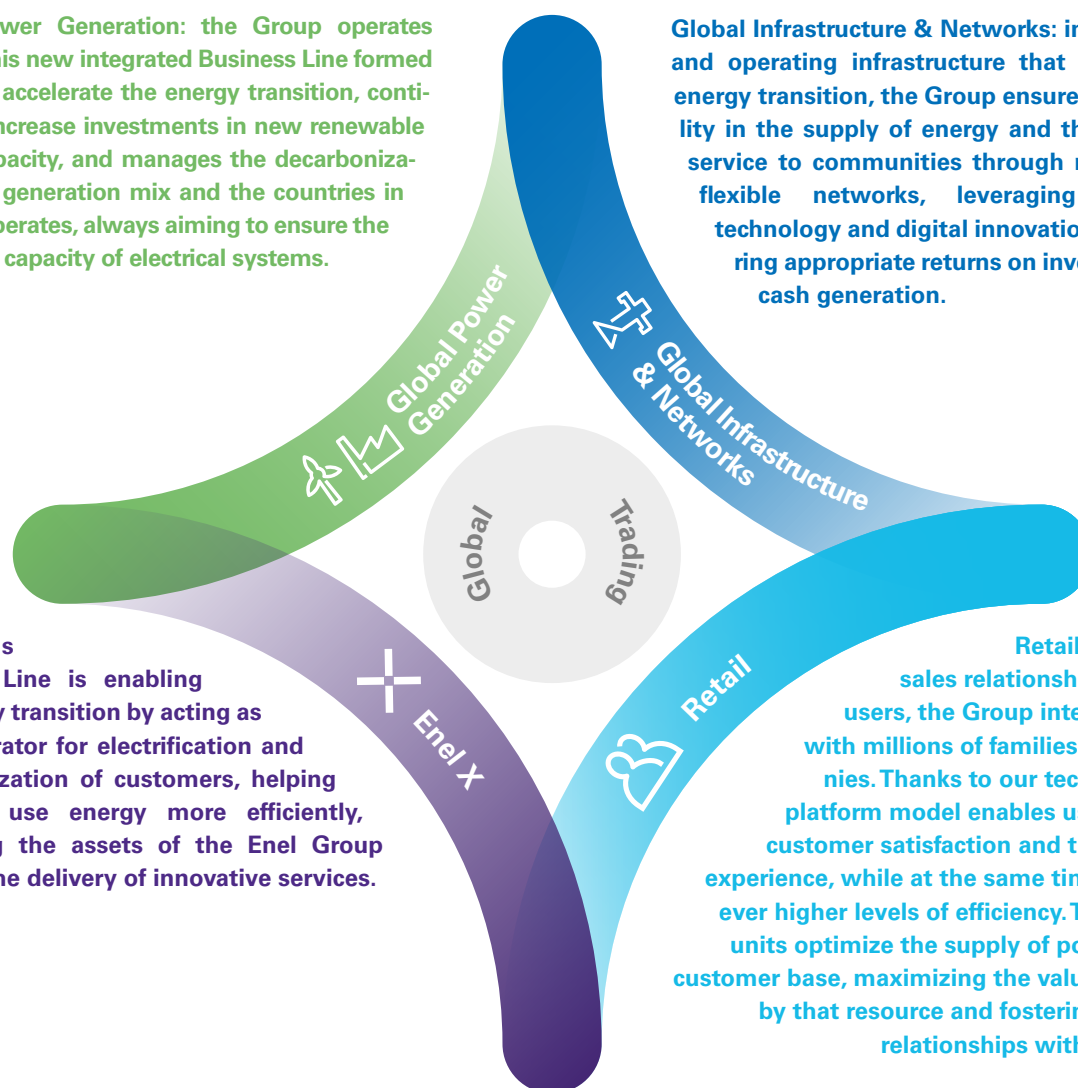 wer Generation: the Group operates
his new integrated Business Line formed
accelerate the energy transition, conti-
ncrease investments in new renewable
pacity, and manages the decarboniza-
generation mix and the countries in
perates, always aiming to ensure the
capacity of electrical systems.
Global Infrastructure & Networks: in
and operating infrastructure that
energy transition, the Group ensure
lity in the supply of energy and th
service to communities through
flexible networks, leveraging
technology and digital innovatio
ring appropriate returns on inve
cash generation.
Global Power
Generation
Global Infrastructure
& Networks
Global
Trading
Enel X
Retail
s
Line is enabling
y transition by acting as
rator for electrification and
ization of customers, helping
use energy more efficiently,
g the assets of the Enel Group
he delivery of innovative services.
Retail
sales relationsh
users, the Group inte
with millions of families
nies. Thanks to our tec
platform model enables u
customer satisfaction and t
experience, while at the same tim
ever higher levels of efficiency. T
units optimize the supply of po
customer base, maximizing the valu
by that resource and fosterin
relationships with